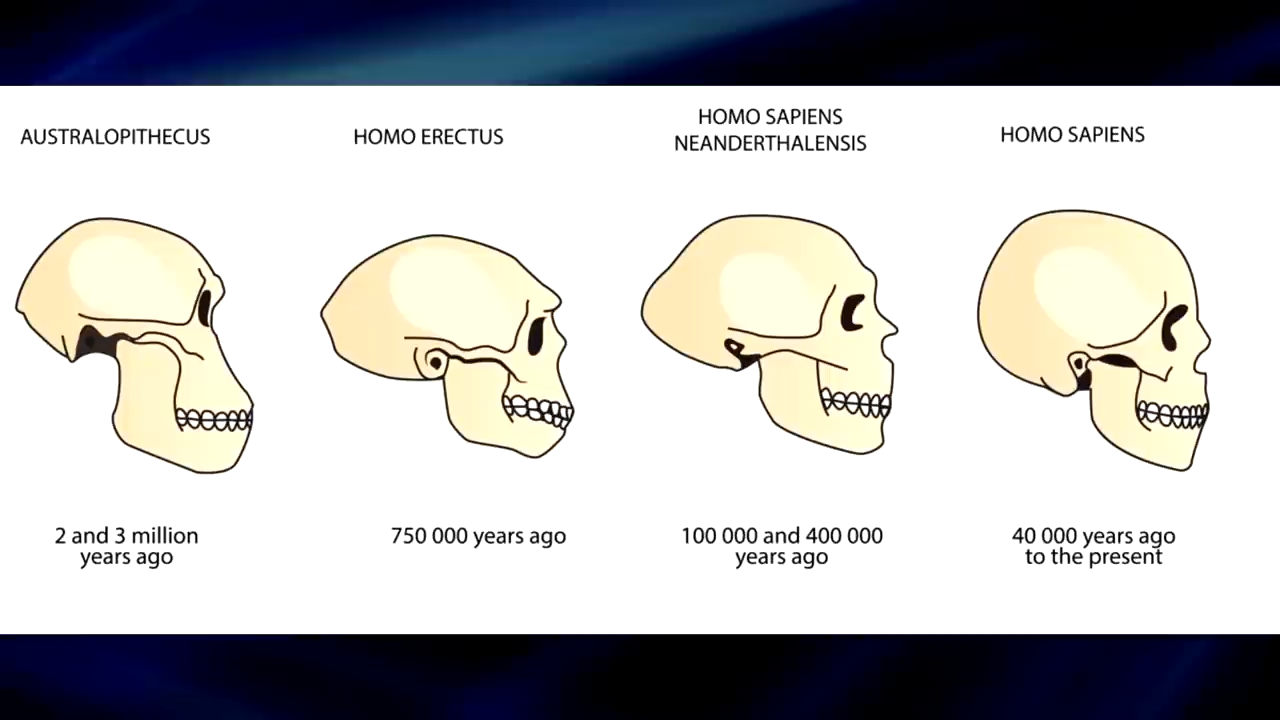 AUSTRALOPITHECUS
HOMO ERECTUS
HOMO SAPIENS
NEANDERTHALENSIS
HOMO SAPIENS
2 and 3 million
years ago
750 000 years ago
100 000 and 400 000
years ago
40 000 years ago
to the present